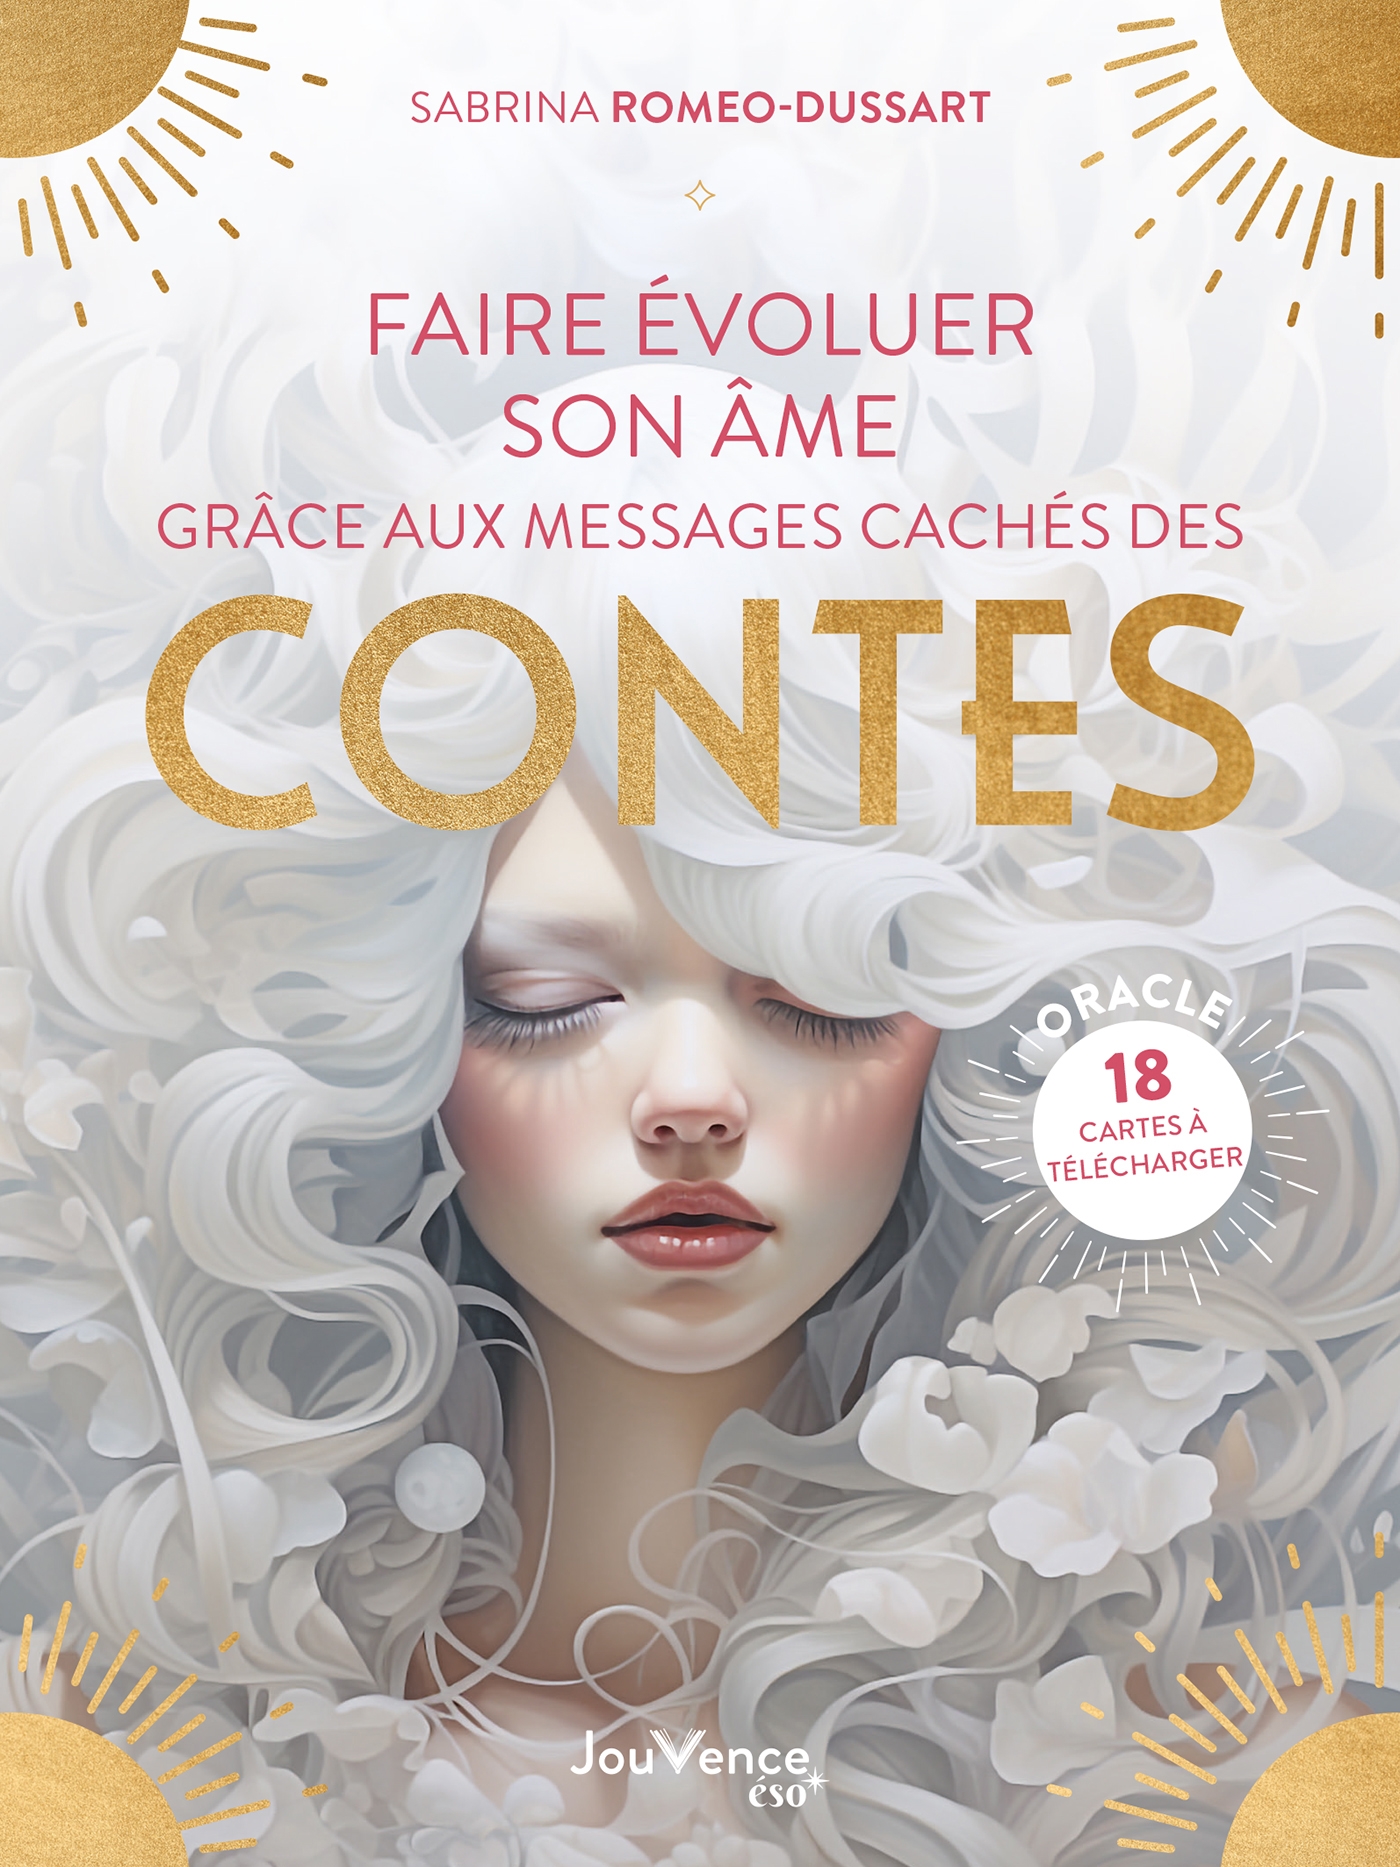 SABRINA ROMEO-DUSSART
FAIRE ÉVOLUER
SON ÂME
GRÂCE AUX MESSAGES CACHÉS DES
CONTES
ORACLE
18
CARTES À
TÉLÉCHARGER
Jouvence
éso